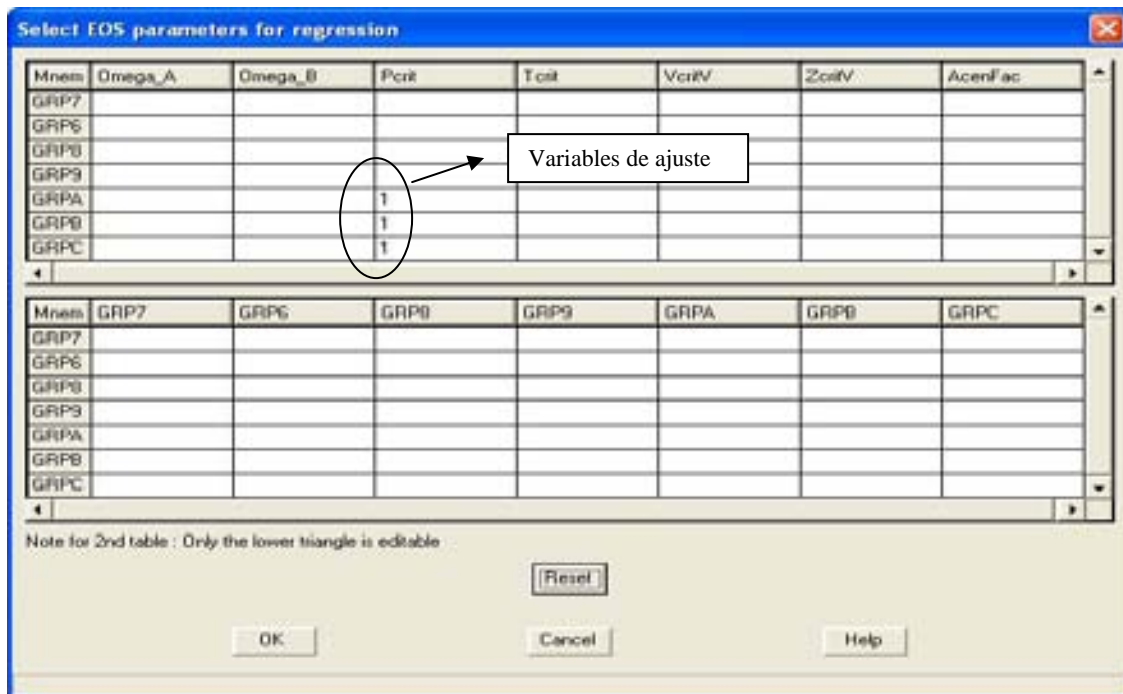 Select EOS parameters for regression
Mnem Omega_A Omega_B Pcrit Tcrit VcritV ZcritV AcenFac
GRP7
GRP6
GRP8
GRP9
Variables de ajuste
GRPA 1
GRPB 1
GRPC 1
Mnem GRP7 GRP6 GRP8 GRP9 GRPA GRPB GRPC
GRP7
GRP6
GRP8
GRP9
GRPA
GRPB
GRPC
Note for 2nd table : Only the lower triangle is editable
Reset
OK Cancel Help